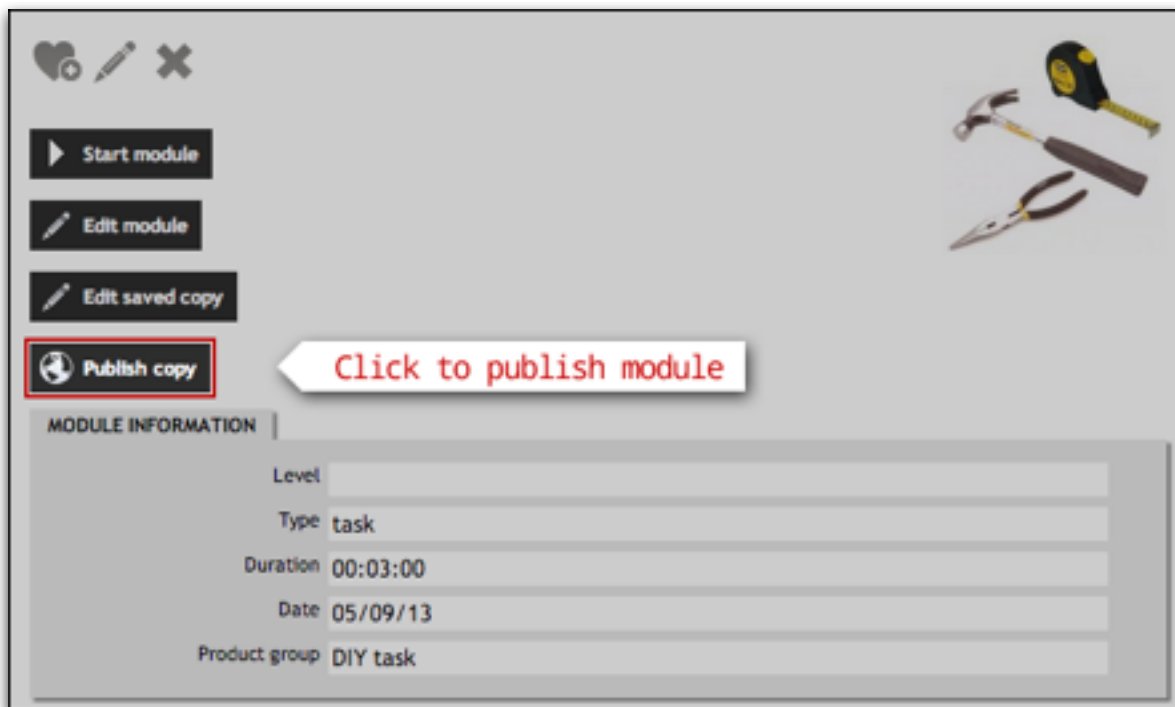 Start module
Edit module
Edit saved copy
Publish copy
Click to publish module
MODULE INFORMATION
Level
Type task
Duration 00:03:00
Date 05/09/13
Product group DIY task